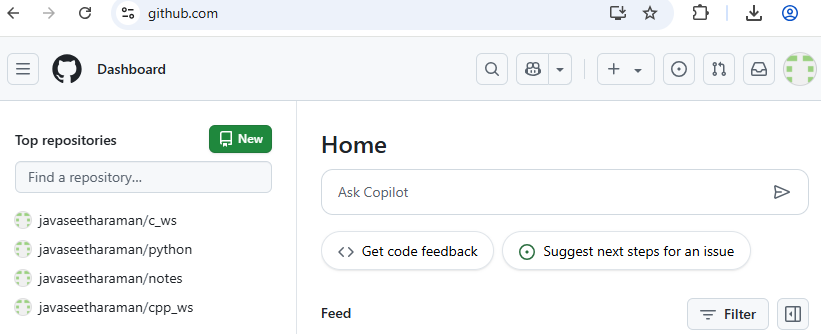 github.com
Dashboard
Top repositories
New
Find a repository...
javaseetharaman/c_ws
javaseetharaman/python
javaseetharaman/notes
javaseetharaman/cpp_ws
Home
Ask Copilot
Get code feedback
Suggest next steps for an issue
Feed
Filter